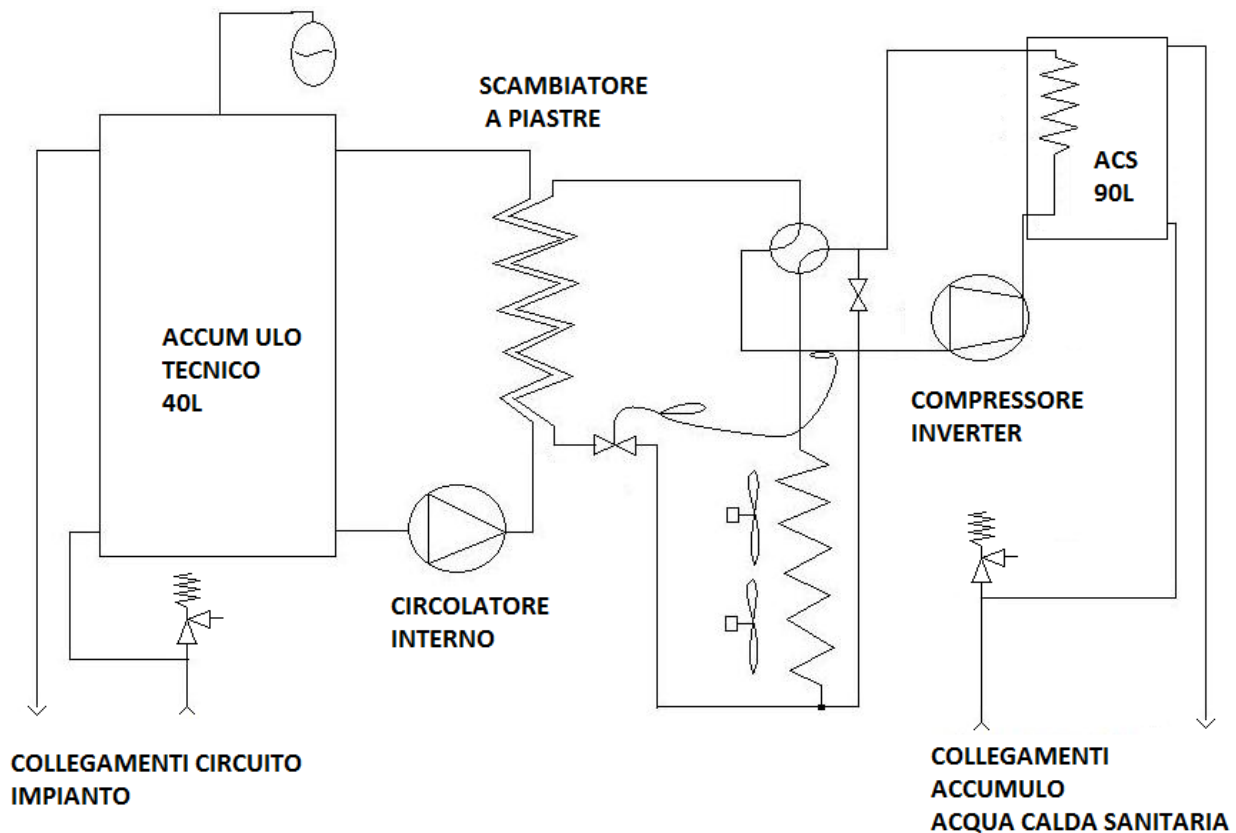 SCAMBIATORE
A PIASTRE
ACS
90L
ACCUM ULO
TECNICO
40L
COMPRESSORE
INVERTER
CIRCOLATORE
INTERNO
COLLEGAMENTI CIRCUITO
IMPIANTO
COLLEGAMENTI
ACCUMULO
ACQUA CALDA SANITARIA